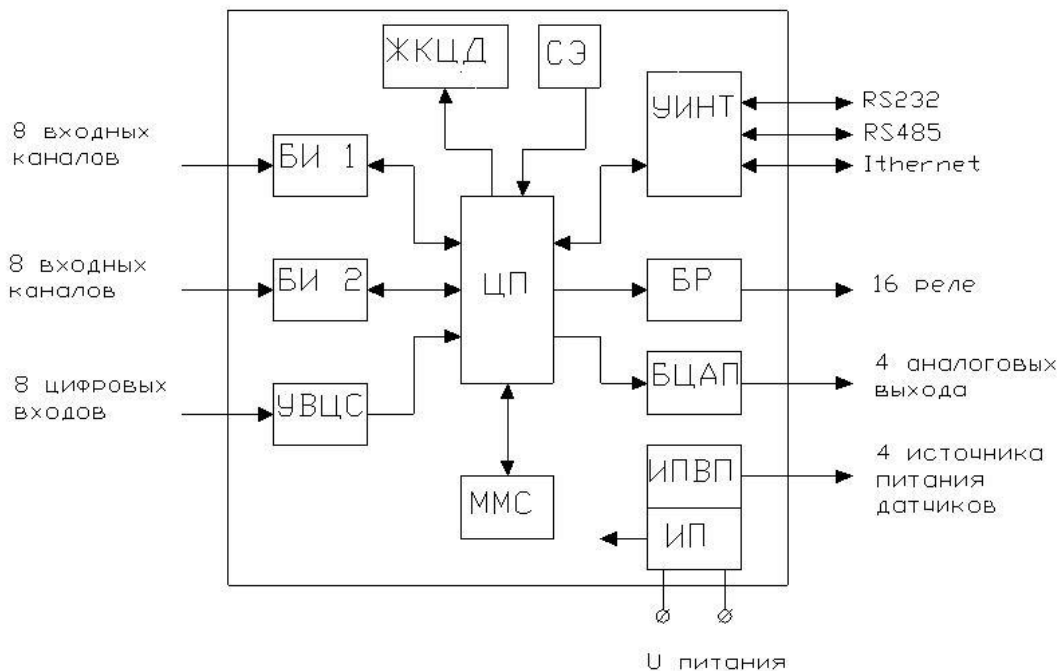 ЖКЦД
СЭ
УИНТ
RS232
RS485
Ithernet
8 входных
каналов
БИ 1
8 входных
каналов
БИ 2
ЦП
БР
16 реле
8 цифровых
входов
УВЦС
БЦАП
4 аналоговых
выхода
ММС
ИПВП
4 источника
питания
датчиков
ИП
U питания